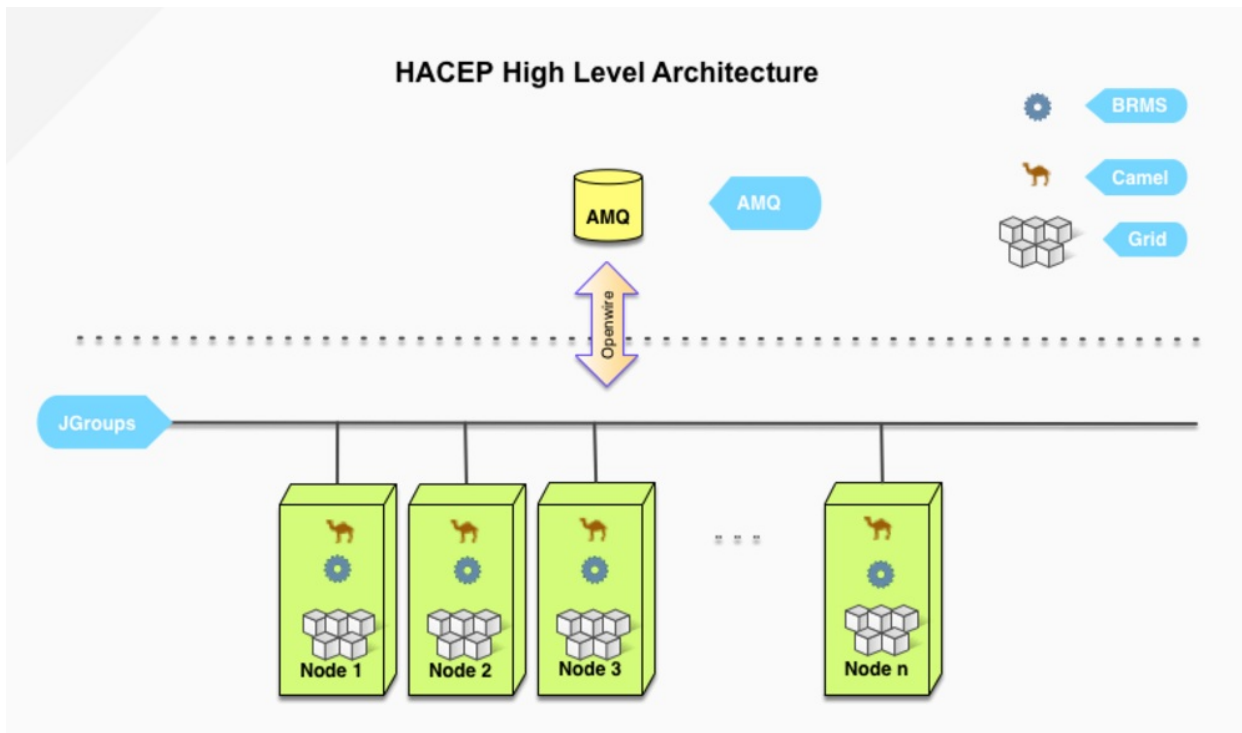 HACEP High Level Architecture
BRMS
Camel
Grid
AMQ
AMQ
Openwire
JGroups
Node 1
Node 2
Node 3
Node n